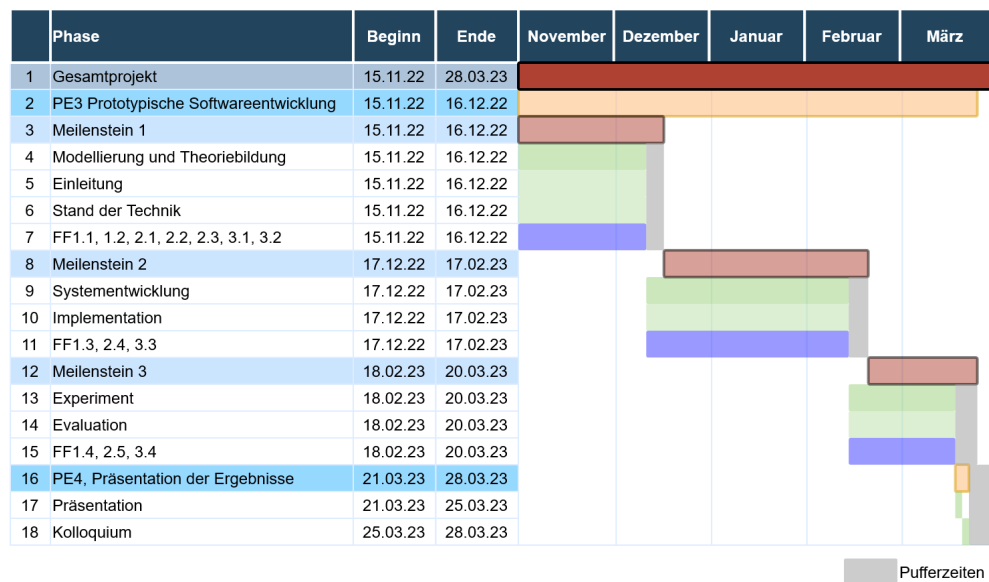 Phase Beginn Ende November Dezember Januar Februar März
1 Gesamtprojekt 15.11.22 28.03.23
2 PE3 Prototypische Softwareentwicklung 15.11.22 16.12.22
3 Meilenstein 1 15.11.22 16.12.22
4 Modellierung und Theoriebildung 15.11.22 16.12.22
5 Einleitung 15.11.22 16.12.22
6 Stand der Technik 15.11.22 16.12.22
7 FF1.1, 1.2, 2.1, 2.2, 2.3, 3.1, 3.2 15.11.22 16.12.22
8 Meilenstein 2 17.12.22 17.02.23
9 Systementwicklung 17.12.22 17.02.23
10 Implementation 17.12.22 17.02.23
11 FF1.3, 2.4, 3.3 17.12.22 17.02.23
12 Meilenstein 3 18.02.23 20.03.23
13 Experiment 18.02.23 20.03.23
14 Evaluation 18.02.23 20.03.23
15 FF1.4, 2.5, 3.4 18.02.23 20.03.23
16 PE4, Präsentation der Ergebnisse 21.03.23 28.03.23
17 Präsentation 21.03.23 25.03.23
18 Kolloquium 25.03.23 28.03.23
Pufferzeiten